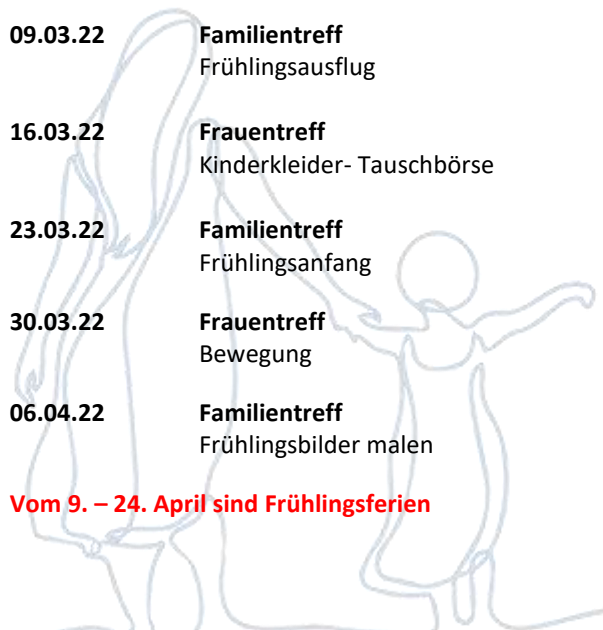 09.03.22 Familientreff
Frühlingsausflug
16.03.22 Frauentreff
Kinderkleider- Tauschbörse
23.03.22 Familientreff
Frühlingsanfang
30.03.22 Frauentreff
Bewegung
06.04.22 Familientreff
Frühlingsbilder malen
Vom 9. – 24. April sind Frühlingsferien